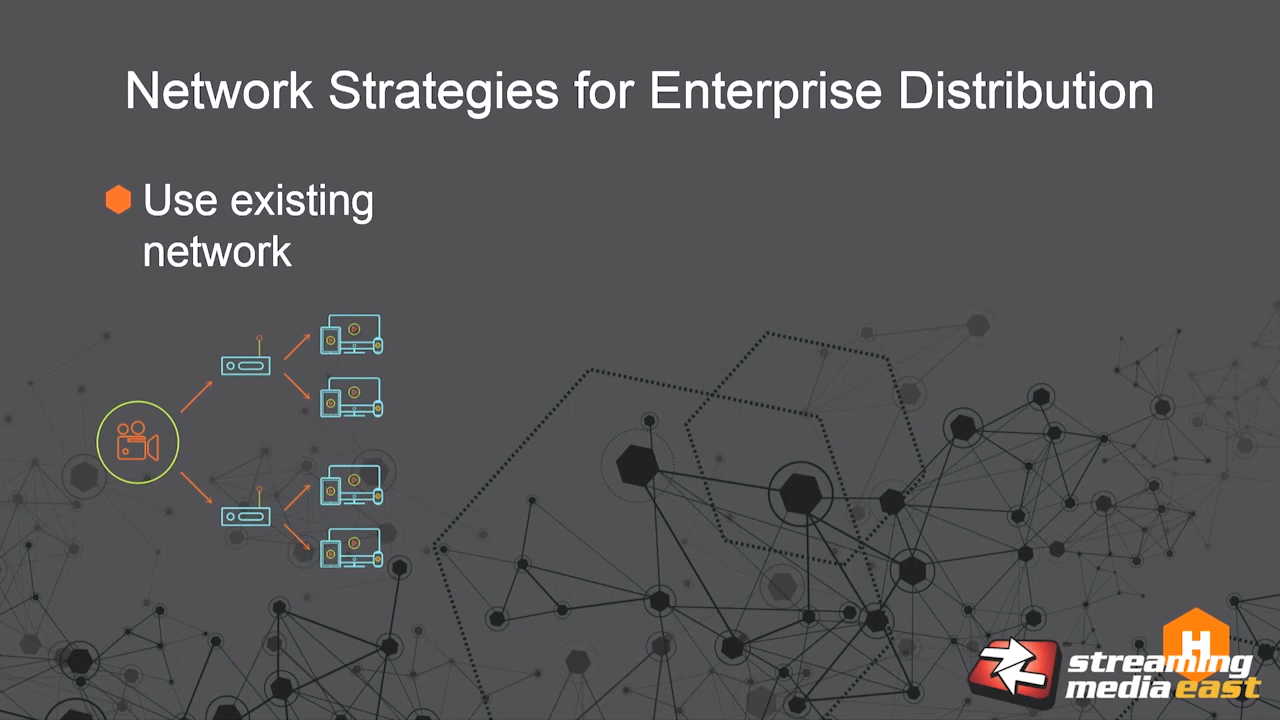 Network Strategies for Enterprise Distribution
Use existing
network
H
streaming
media east